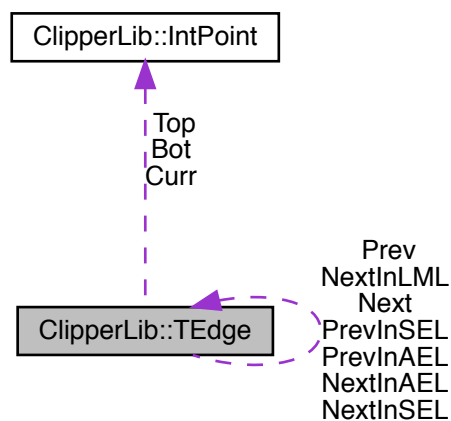 ClipperLib::IntPoint
Top
Bot
Curr
Prev
NextInLML
Next
PrevInSEL
PrevInAEL
NextInAEL
NextInSEL
ClipperLib::TEdge